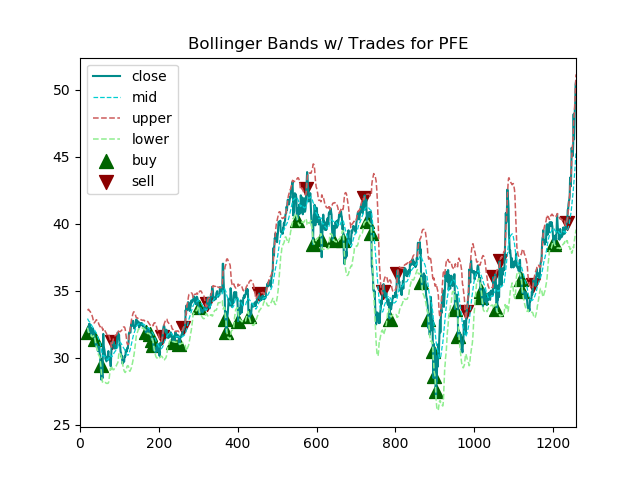 Bollinger Bands w/ Trades for PFE
close
mid
upper
lower
buy
sell
50
45
40
35
30
25
0 200 400 600 800 1000 1200